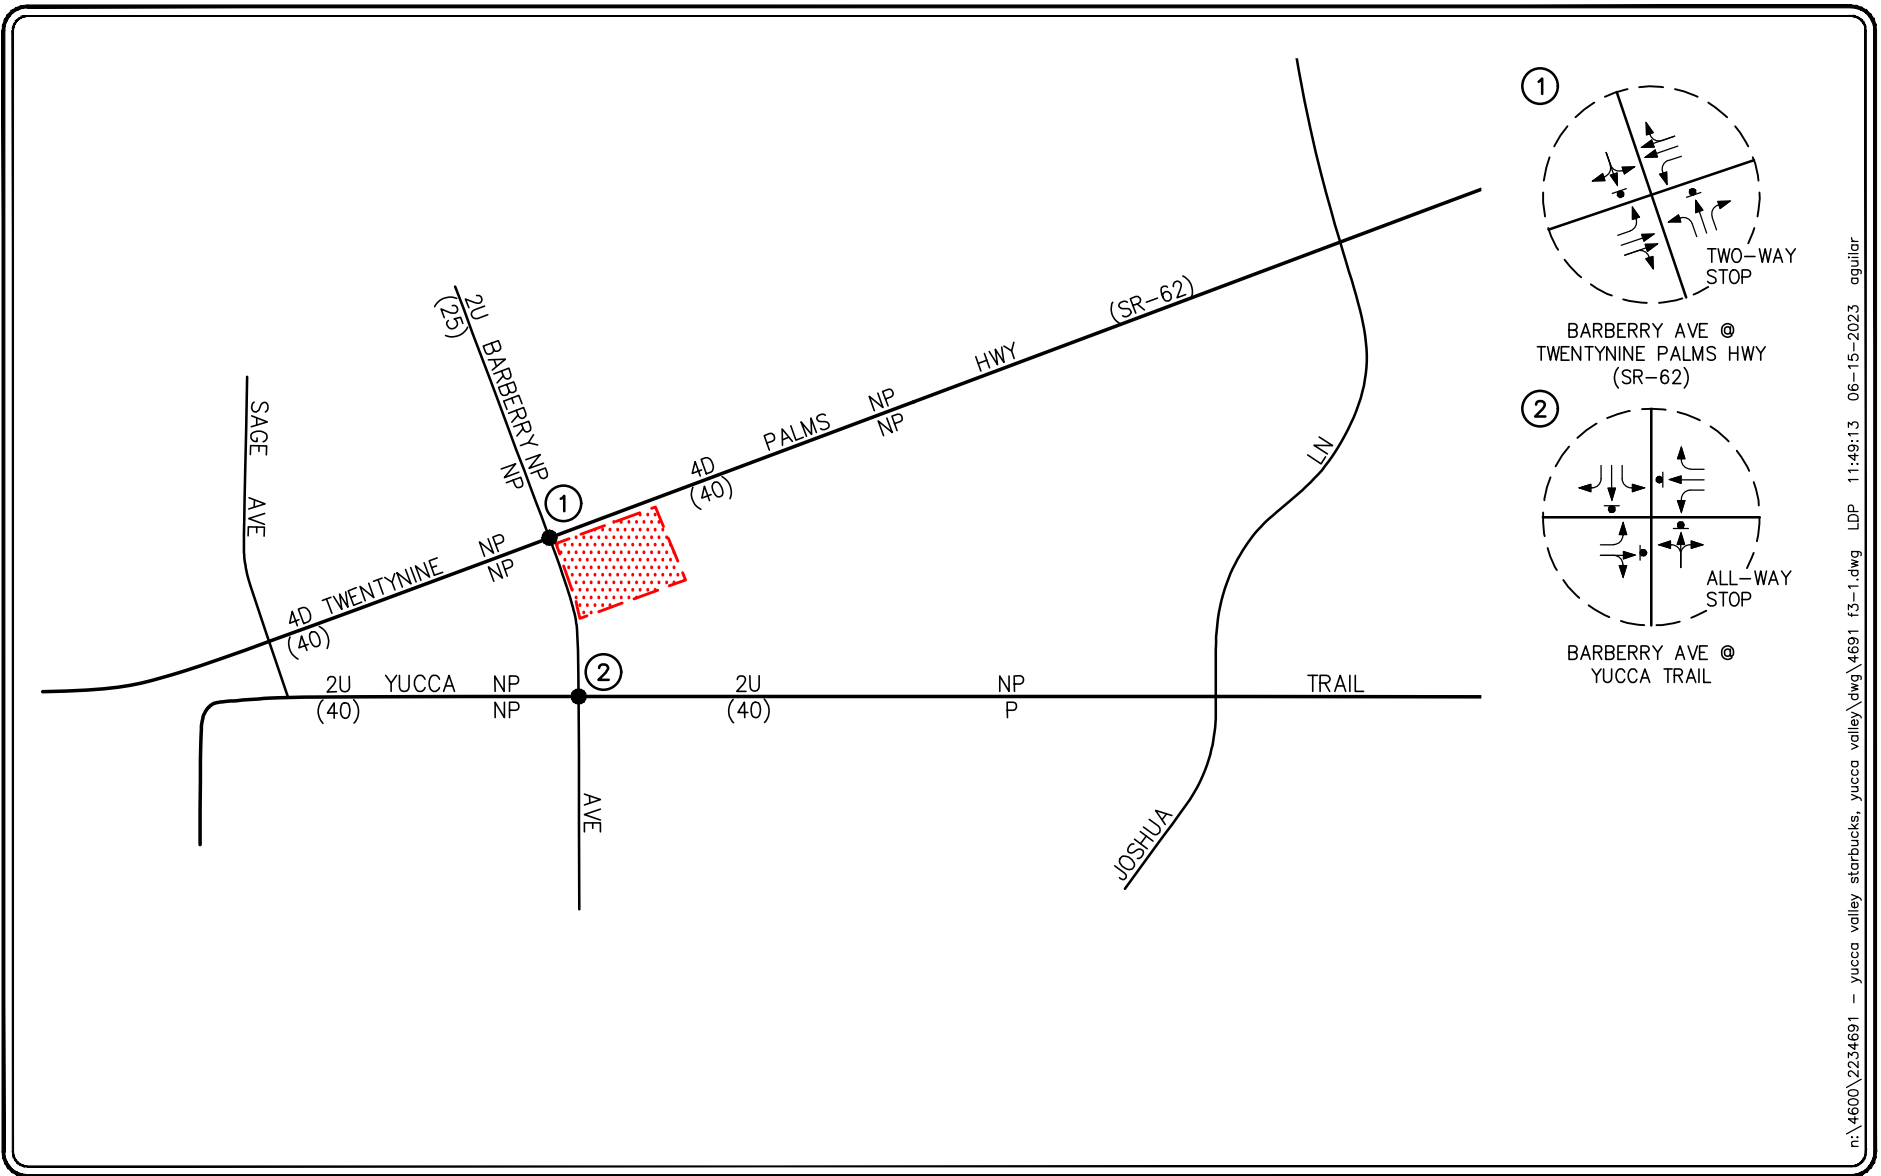 2U
(25)
BARBERRY NP
NP
SAGE AVE
4D TWENTYNINE NP
(40) NP
4D PALMS NP HWY (SR-62)
(40) NP
1
2
2U YUCCA NP
(40) NP
2U NP TRAIL
(40) P
AVE
JOSHUA LN
1
TWO-WAY
STOP
BARBERRY AVE @
TWENTYNINE PALMS HWY
(SR-62)
2
ALL-WAY
STOP
BARBERRY AVE @
YUCCA TRAIL
n:\4600\2234691 - yucca valley starbucks, yucca valley\dwg\4691 f3-1.dwg LDP 11:49:13 06-15-2023 aguilar